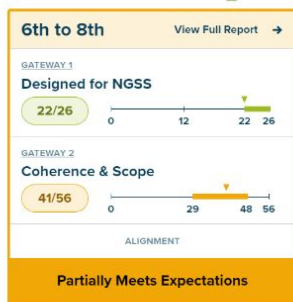 6th to 8th View Full Report →
GATEWAY 1
Designed for NGSS
22/26
0 12 22 26
GATEWAY 2
Coherence & Scope
41/56
0 29 48 56
ALIGNMENT
Partially Meets Expectations